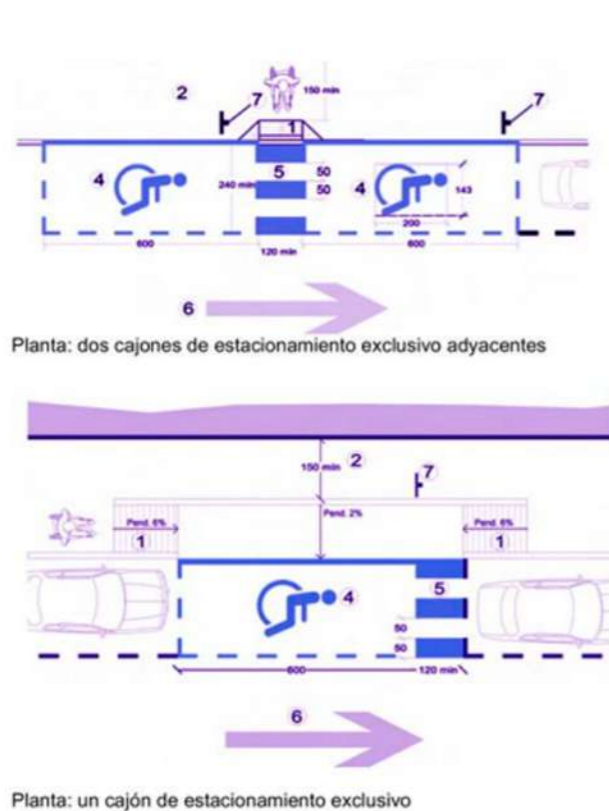 2
7
150 min
7
1
4
5
50
240 min
50
4
143
200
600
120 min
600
6
Planta: dos cajones de estacionamiento exclusivo adyacentes
150 min 2
7
Pend. 6%
Pend. 2%
Pend. 6%
1
1
4
5
50
50
600
120 min
6
Planta: un cajón de estacionamiento exclusivo